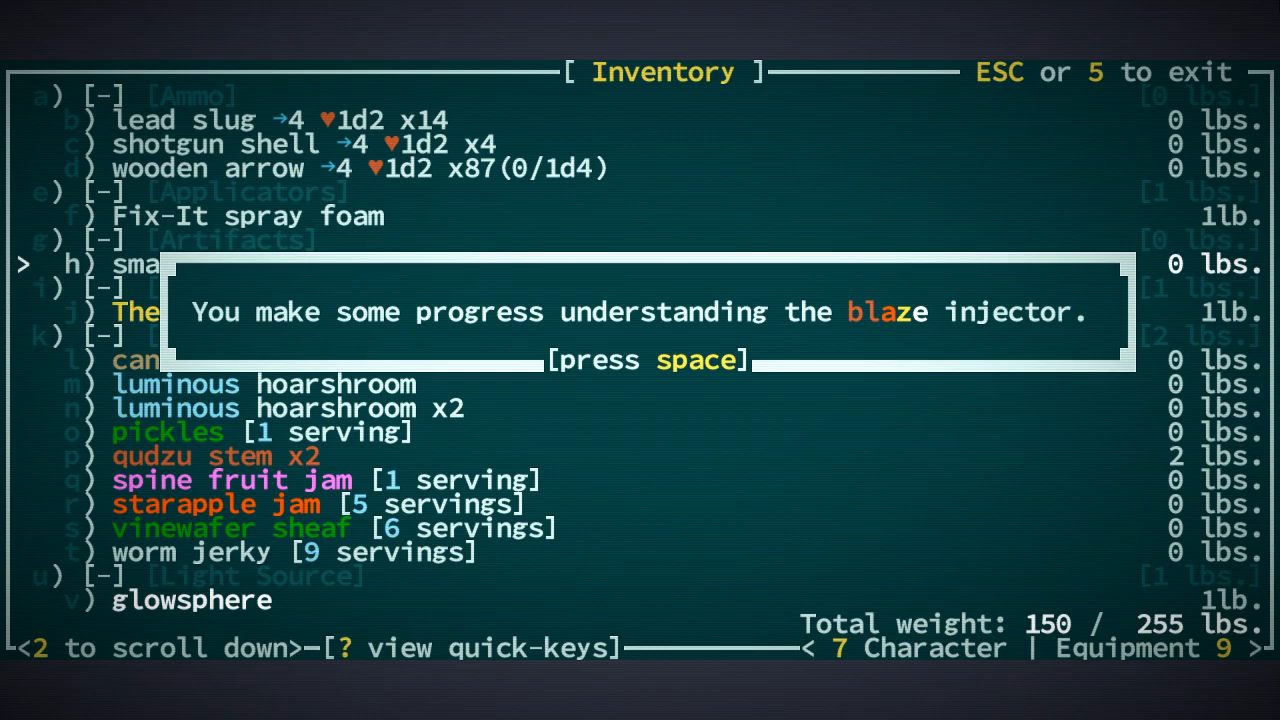 [ Inventory ] ESC or 5 to exit
a) [-] [Ammo] [0 lbs.]
b) lead slug →4 ♥1d2 x14 0 lbs.
c) shotgun shell →4 ♥1d2 x4 0 lbs.
d) wooden arrow →4 ♥1d2 x87(0/1d4) 0 lbs.
e) [-] [Applicators] [1 lbs.]
f) Fix-It spray foam 1lb.
g) [-] [Artifacts] [0 lbs.]
> h) sma 0 lbs.
i) [-] [1 lbs.]
You make some progress understanding the blaze injector.
j) The 1lb.
k) [-] [2 lbs.]
[press space]
l) can 0 lbs.
m) luminous hoarshroom 0 lbs.
n) luminous hoarshroom x2 0 lbs.
o) pickles [1 serving] 0 lbs.
p) qudzu stem x2 2 lbs.
q) spine fruit jam [1 serving] 0 lbs.
r) starapple jam [5 servings] 0 lbs.
s) vinewafer sheaf [6 servings] 0 lbs.
t) worm jerky [9 servings] 0 lbs.
u) [-] [Light Source] [1 lbs.]
v) glowsphere 1lb.
Total weight: 150 / 255 lbs.
<2 to scroll down> [? view quick-keys] < 7 Character | Equipment 9 >